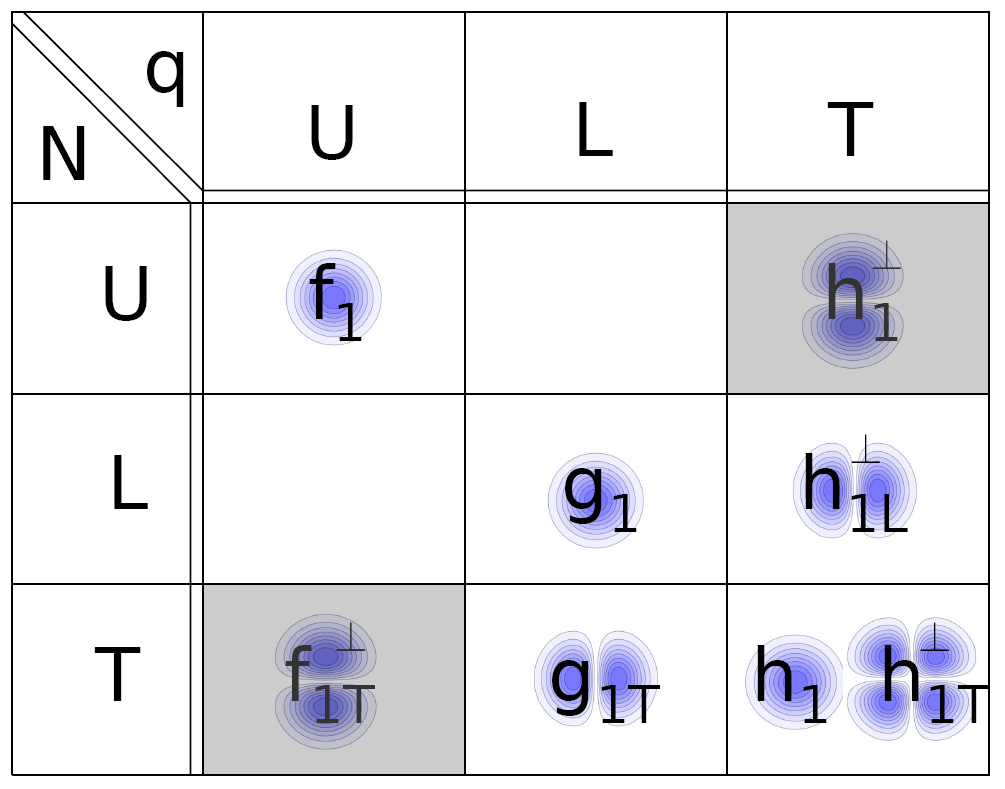 q
N
U L T
U f₁ h₁^⊥
L g₁ h₁L^⊥
T f₁T^⊥ g₁T h₁ h₁T^⊥